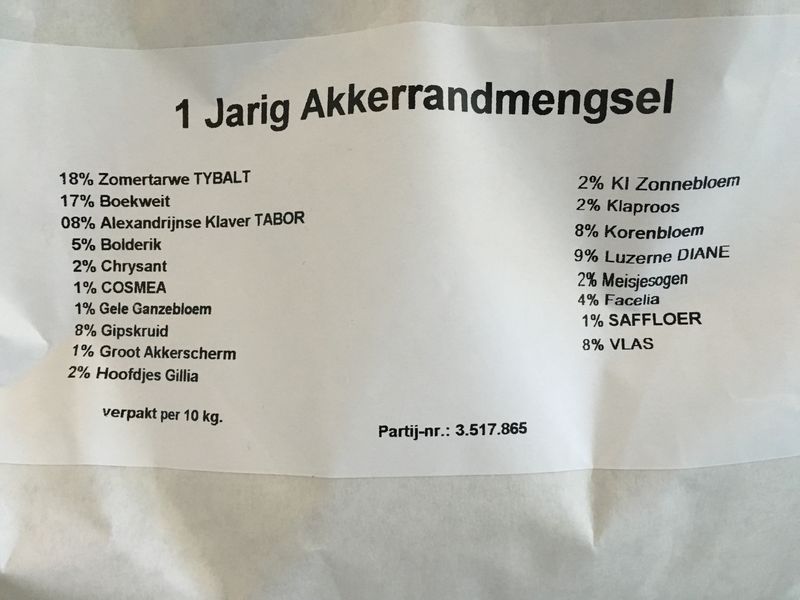 1 Jarig Akkerrandmengsel
18% Zomertarwe TYBALT
17% Boekweit
08% Alexandrijnse Klaver TABOR
5% Bolderik
2% Chrysant
1% COSMEA
1% Gele Ganzebloem
8% Gipskruid
1% Groot Akkerscherm
2% Hoofdjes Gillia
verpakt per 10 kg.
2% Kl Zonnebloem
2% Klaproos
8% Korenbloem
9% Luzerne DIANE
2% Meisjesogen
4% Facelia
1% SAFFLOER
8% VLAS
Partij-nr.: 3.517.865